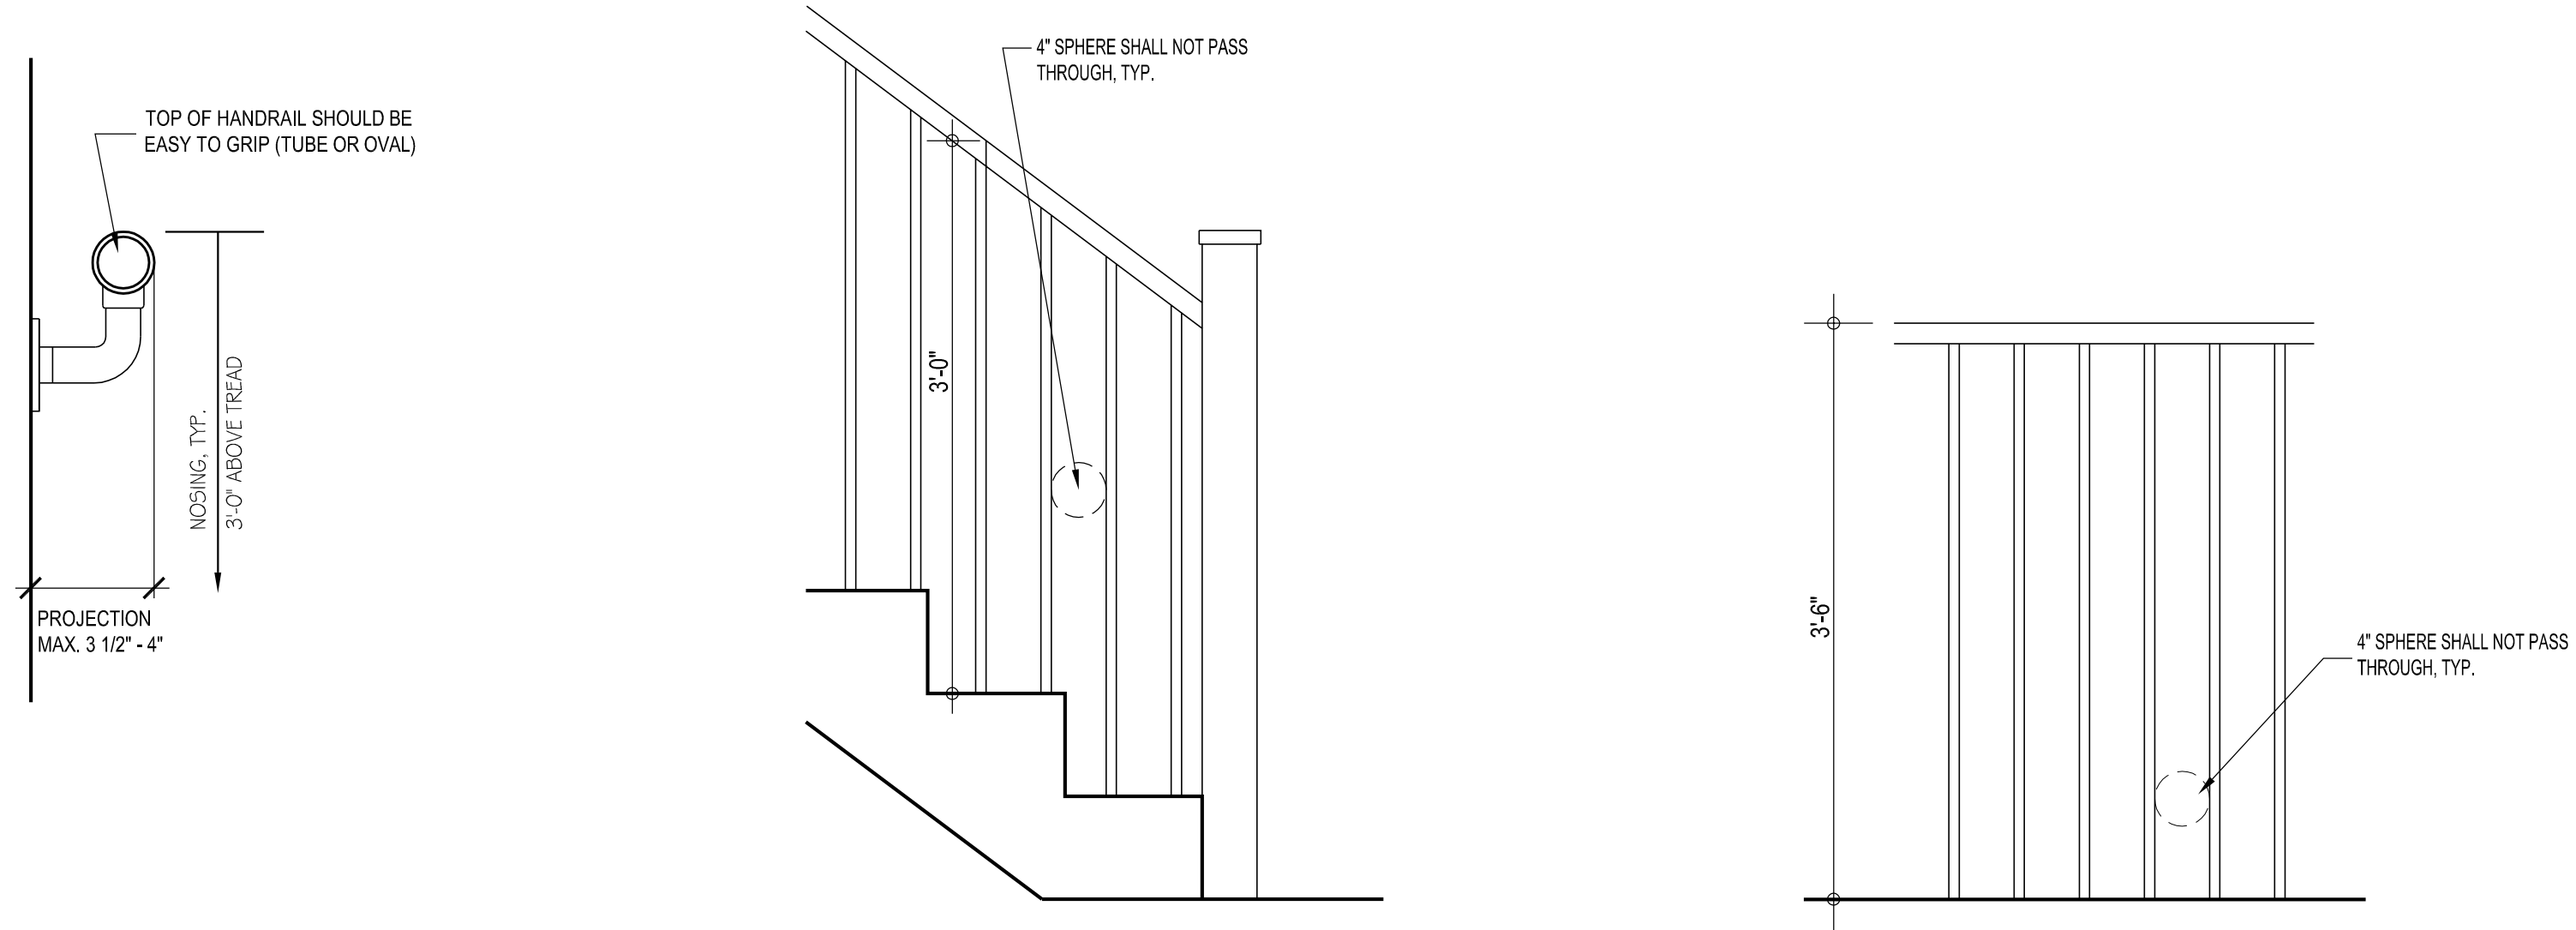 TOP OF HANDRAIL SHOULD BE
EASY TO GRIP (TUBE OR OVAL)
NOSING, TYP.
3'-0" ABOVE TREAD
PROJECTION
MAX. 3 1/2" - 4"
4" SPHERE SHALL NOT PASS
THROUGH, TYP.
3'-0"
3'-6"
4" SPHERE SHALL NOT PASS
THROUGH, TYP.